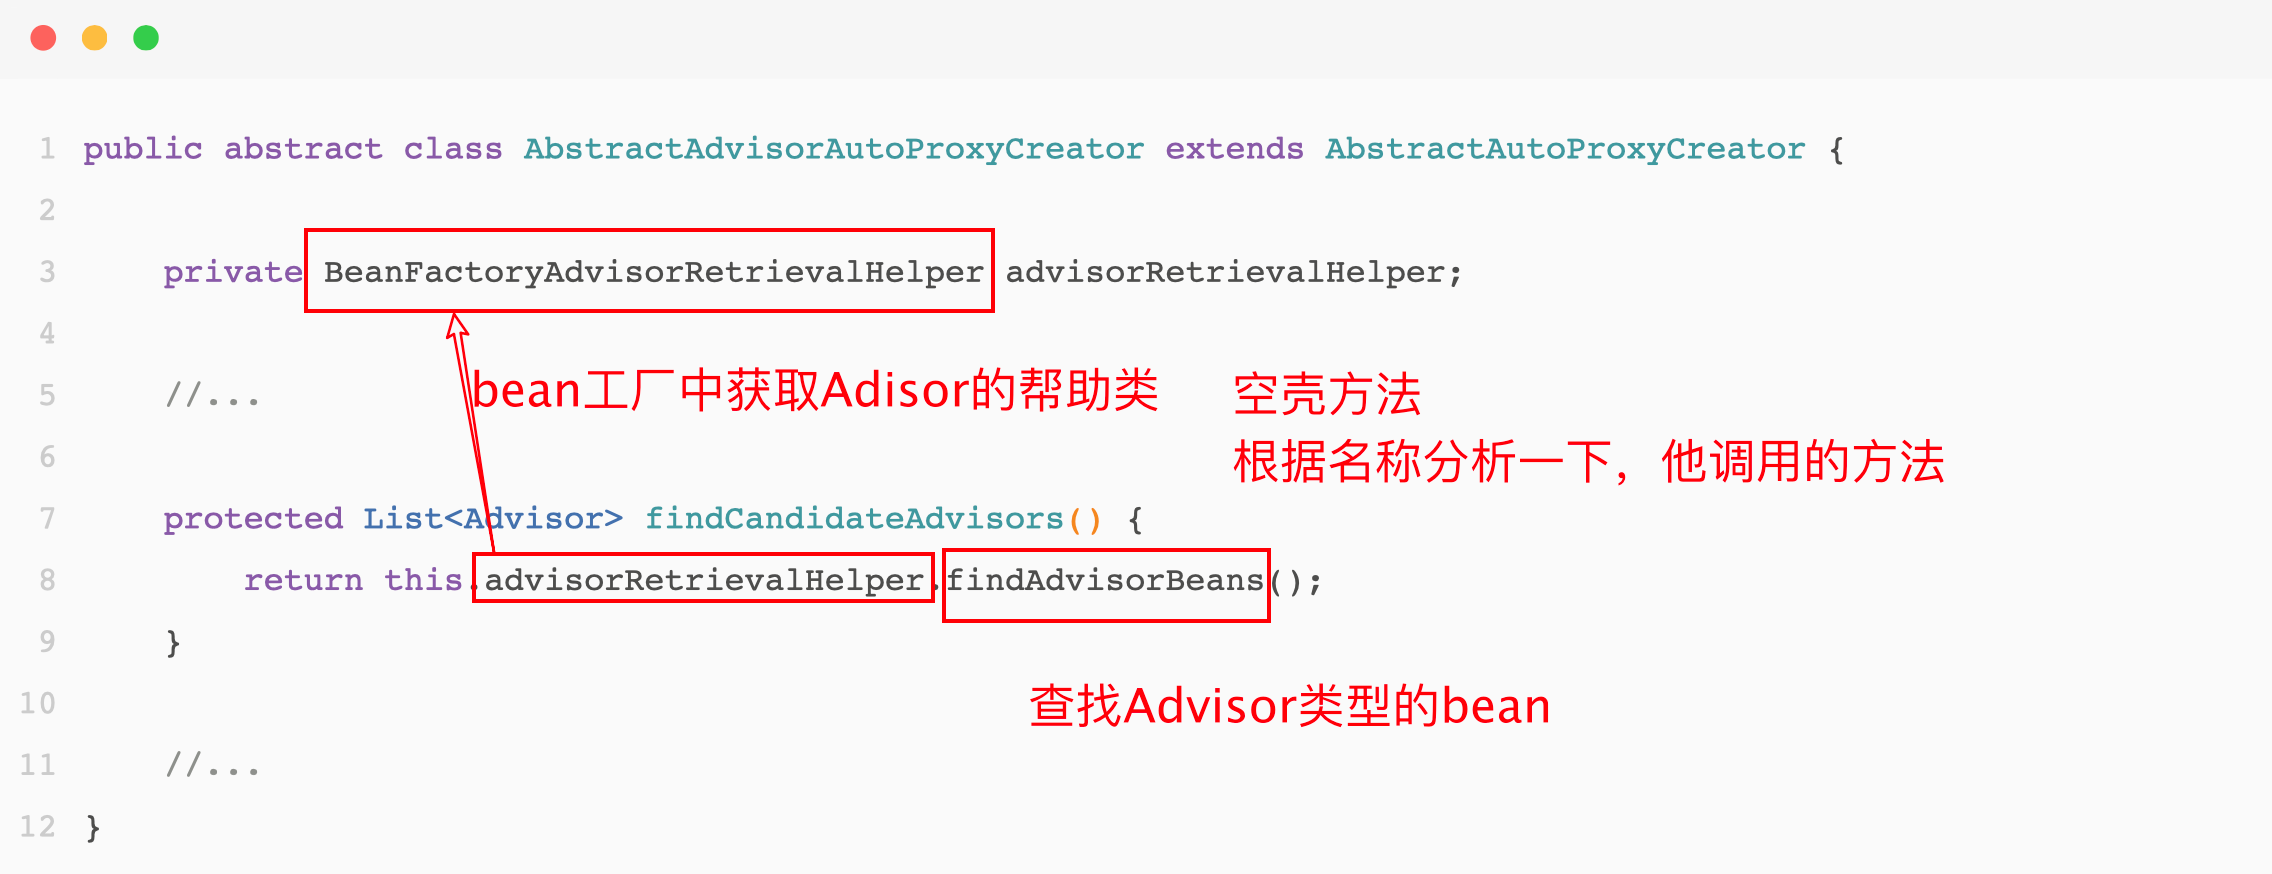 1 public abstract class AbstractAdvisorAutoProxyCreator extends AbstractAutoProxyCreator {
2
3 private BeanFactoryAdvisorRetrievalHelper advisorRetrievalHelper;
4
bean工厂中获取Adisor的帮助类 空壳方法
5 //...
6 根据名称分析一下，他调用的方法
7 protected List<Advisor> findCandidateAdvisors() {
8 return this.advisorRetrievalHelper.findAdvisorBeans();
9 }
10 查找Advisor类型的bean
11 //...
12 }